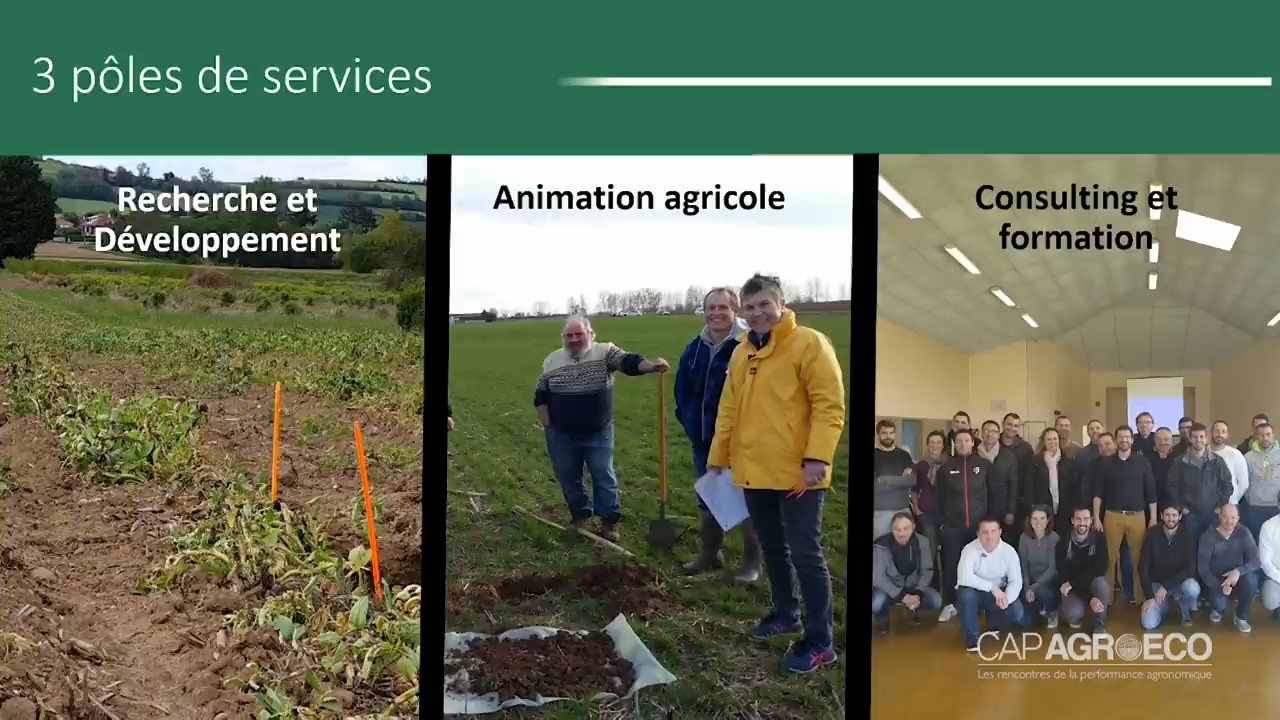 3 pôles de services
Recherche et
Développement
Animation agricole
Consulting et
formation
CAPAGROECO
Les rencontres de la performance agronomique